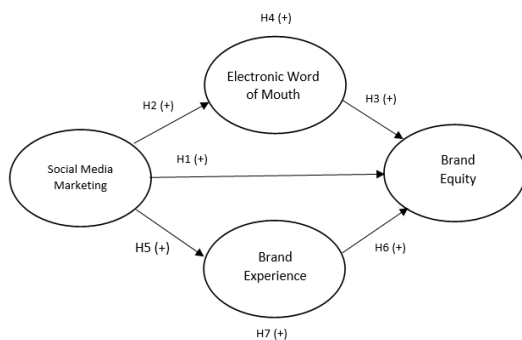 H4 (+)
Electronic Word
of Mouth
H2 (+)
H3 (+)
Social Media
Marketing
H1 (+)
Brand
Equity
H5 (+)
Brand
Experience
H6 (+)
H7 (+)